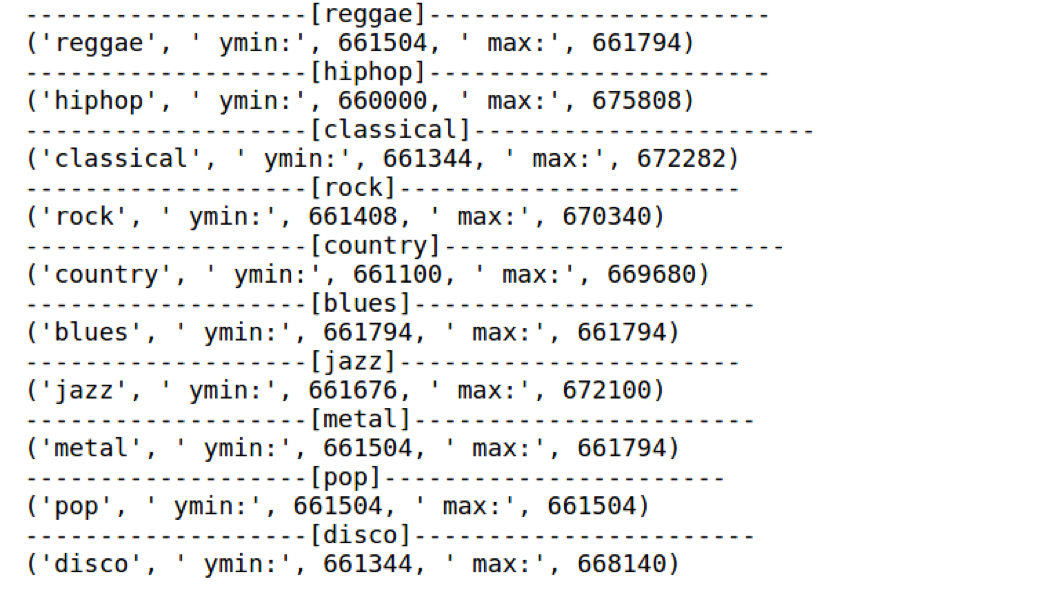 -------------------[reggae]-----------------------
('reggae', ' ymin:', 661504, ' max:', 661794)
-------------------[hiphop]-----------------------
('hiphop', ' ymin:', 660000, ' max:', 675808)
-------------------[classical]-----------------------
('classical', ' ymin:', 661344, ' max:', 672282)
-------------------[rock]-----------------------
('rock', ' ymin:', 661408, ' max:', 670340)
-------------------[country]-----------------------
('country', ' ymin:', 661100, ' max:', 669680)
-------------------[blues]-----------------------
('blues', ' ymin:', 661794, ' max:', 661794)
-------------------[jazz]-----------------------
('jazz', ' ymin:', 661676, ' max:', 672100)
-------------------[metal]-----------------------
('metal', ' ymin:', 661504, ' max:', 661794)
-------------------[pop]-----------------------
('pop', ' ymin:', 661504, ' max:', 661504)
-------------------[disco]-----------------------
('disco', ' ymin:', 661344, ' max:', 668140)